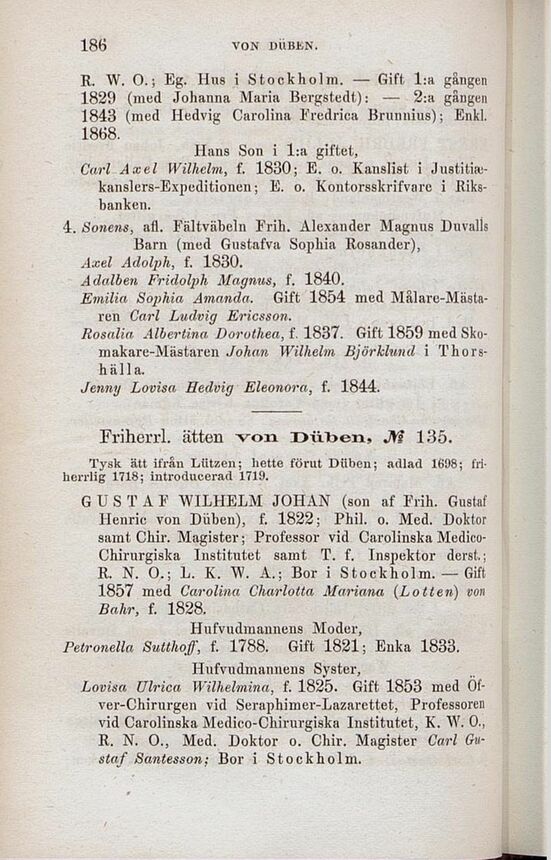 186 VON DÜBEN.
R. W. O.; Eg. Hus i Stockholm. — Gift 1:a gången
1829 (med Johanna Maria Bergstedt): — 2:a gången
1843 (med Hedvig Carolina Fredrica Brunnius); Enkl.
1868.
Hans Son i 1:a giftet,
Carl Axel Wilhelm, f. 1830; E. o. Kanslist i Justitiæ-
kanslers-Expeditionen; E. o. Kontorsskrifvare i Riks-
banken.
4. Sonens, afl. Fältväbeln Frih. Alexander Magnus Duvalls
Barn (med Gustafva Sophia Rosander),
Axel Adolph, f. 1830.
Adalben Fridolph Magnus, f. 1840.
Emilia Sophia Amanda. Gift 1854 med Målare-Mästa-
ren Carl Ludvig Ericsson.
Rosalia Albertina Dorothea, f. 1837. Gift 1859 med Sko-
makare-Mästaren Johan Wilhelm Björklund i Thors-
hälla.
Jenny Lovisa Hedvig Eleonora, f. 1844.
Friherrl. ätten von Düben, № 135.
Tysk ätt ifrån Lützen; hette förut Düben; adlad 1698; fri-
herrlig 1718; introducerad 1719.
GUSTAF WILHELM JOHAN (son af Frih. Gustaf
Henric von Düben), f. 1822; Phil. o. Med. Doktor
samt Chir. Magister; Professor vid Carolinska Medico-
Chirurgiska Institutet samt T. f. Inspektor derst.;
R. N. O.; L. K. W. A.; Bor i Stockholm. — Gift
1857 med Carolina Charlotta Mariana (Lotten) von
Bahr, f. 1828.
Hufvudmannens Moder,
Petronella Sutthoff, f. 1788. Gift 1821; Enka 1833.
Hufvudmannens Syster,
Lovisa Ulrica Wilhelmina, f. 1825. Gift 1853 med Öf-
ver-Chirurgen vid Seraphimer-Lazarettet, Professoren
vid Carolinska Medico-Chirurgiska Institutet, K. W. O.,
R. N. O., Med. Doktor o. Chir. Magister Carl Gu-
staf Santesson; Bor i Stockholm.